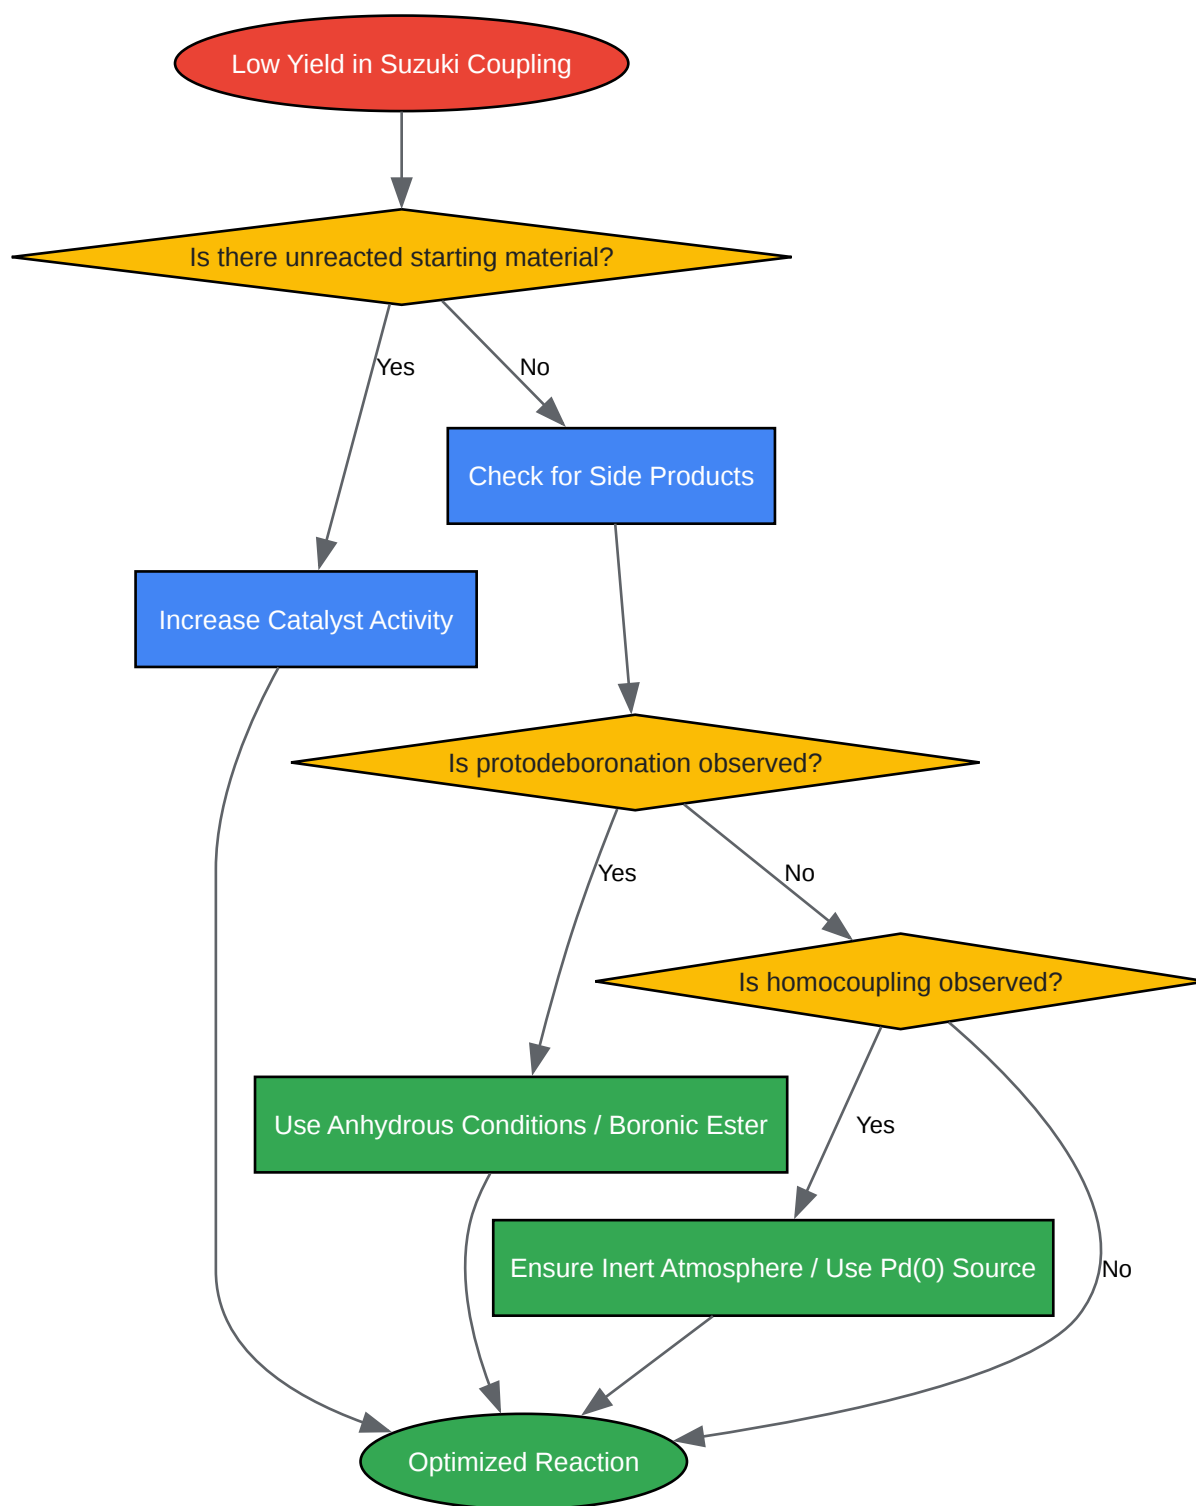 Low Yield in Suzuki Coupling
Is there unreacted starting material?
Yes
No
Check for Side Products
Increase Catalyst Activity
Is protodeboronation observed?
Yes
No
Is homocoupling observed?
Use Anhydrous Conditions / Boronic Ester
Yes
Ensure Inert Atmosphere / Use Pd(0) Source
No
Optimized Reaction